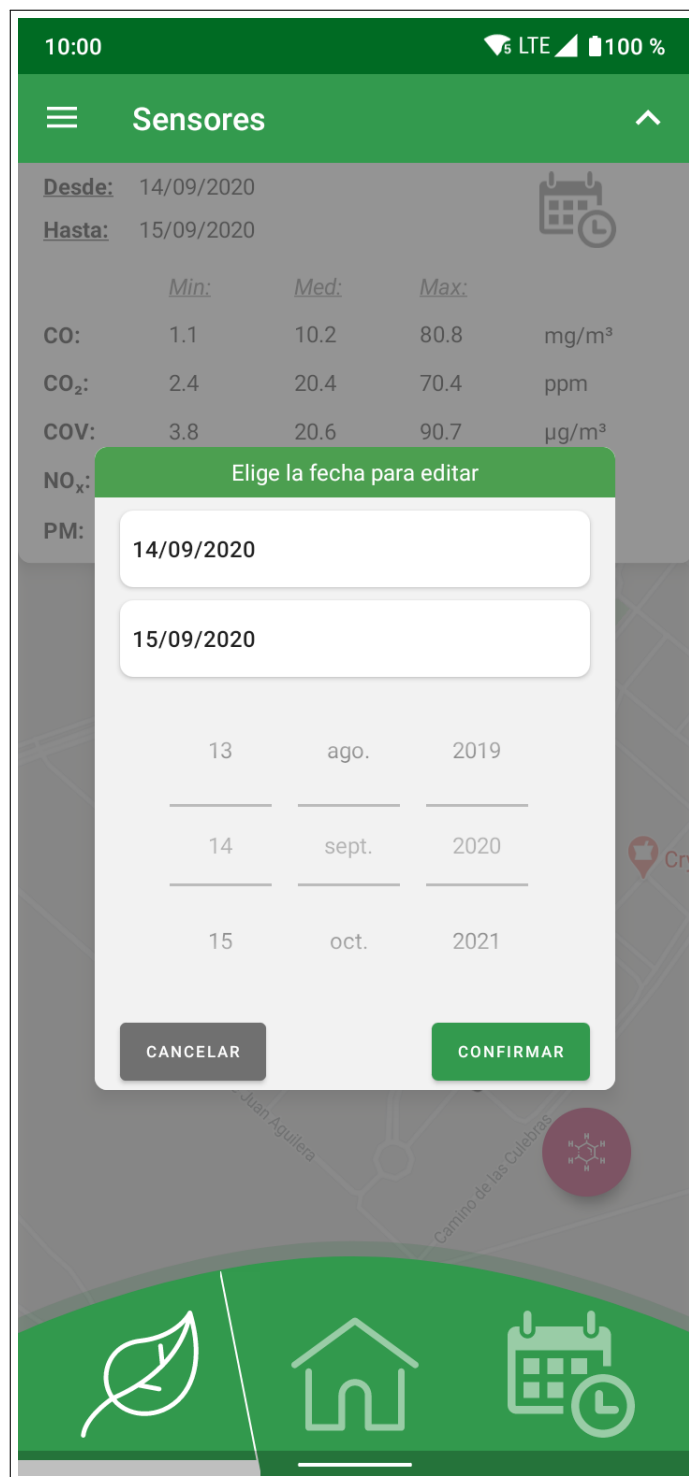 10:00 5 LTE 100 %
Sensores
Desde: 14/09/2020
Hasta: 15/09/2020
Min: Med: Max:
CO: 1.1 10.2 80.8 mg/m³
CO₂: 2.4 20.4 70.4 ppm
COV: 3.8 20.6 90.7 µg/m³
NOₓ:
PM:
Elige la fecha para editar
14/09/2020
15/09/2020
13 ago. 2019
14 sept. 2020
15 oct. 2021
Cry
CANCELAR CONFIRMAR
Juan Aguilera
Camino de las Culebras
H H H H H H